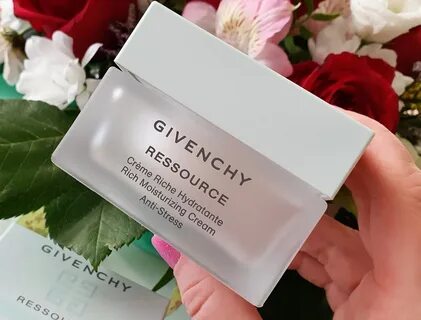 GIVENCHY
RESSOURCE
Crème Riche Hydratante
Rich Moisturizing Cream
Anti-Stress
GIVENCHY
RESSOURCE